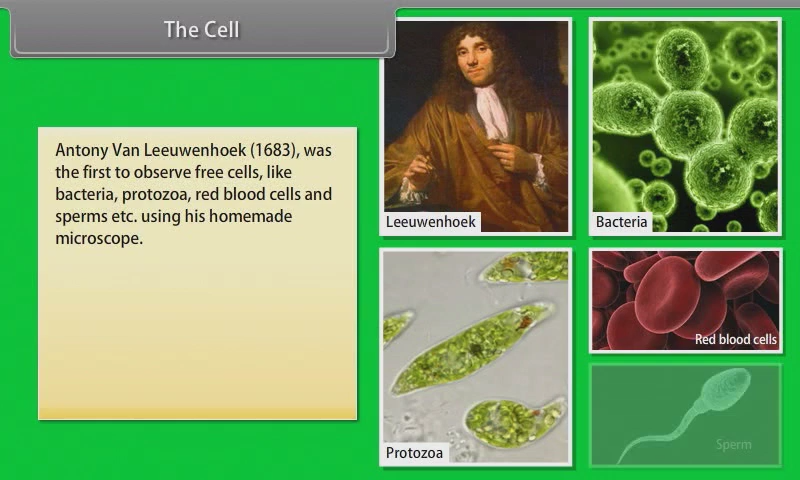 The Cell
Antony Van Leeuwenhoek (1683), was
the first to observe free cells, like
bacteria, protozoa, red blood cells and
sperms etc. using his homemade
microscope.
Leeuwenhoek
Bacteria
Red blood cells
Protozoa
Sperm